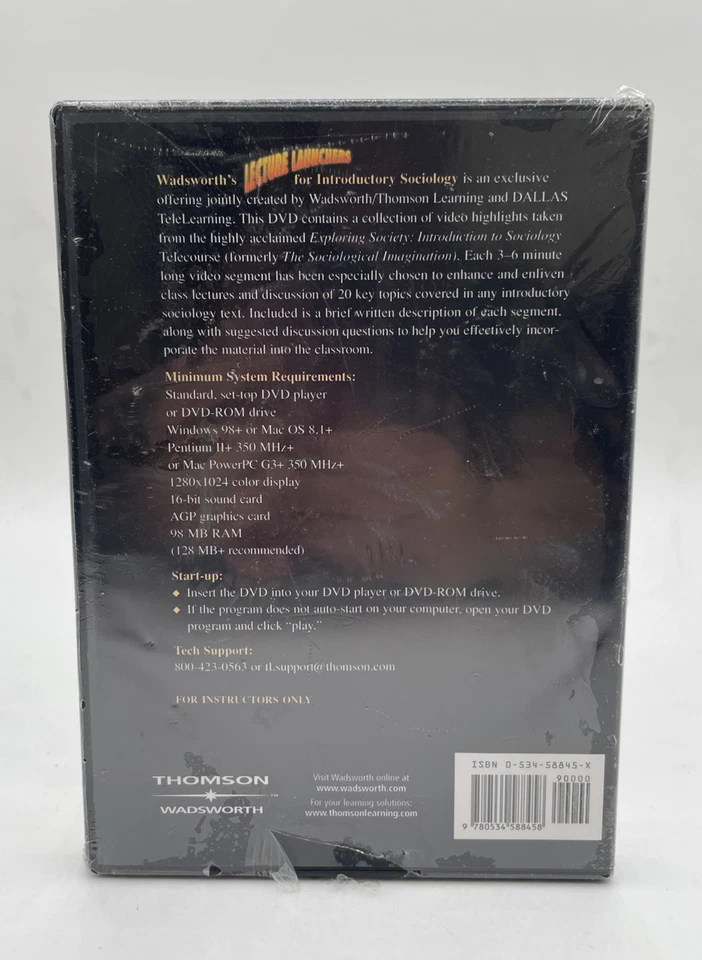 Wadsworth's LECTURE LAUNCHERS for Introductory Sociology is an exclusive
offering jointly created by Wadsworth/Thomson Learning and DALLAS
TeleLearning. This DVD contains a collection of video highlights taken
from the highly acclaimed Exploring Society: Introduction to Sociology
Telecourse (formerly The Sociological Imagination). Each 3–6 minute
long video segment has been especially chosen to enhance and enliven
class lectures and discussion of 20 key topics covered in any introductory
sociology text. Included is a brief written description of each segment,
along with suggested discussion questions to help you effectively incor-
porate the material into the classroom.
Minimum System Requirements:
Standard, set-top DVD player
or DVD-ROM drive
Windows 98+ or Mac OS 8.1+
Pentium II+ 350 MHz+
or Mac PowerPC G3+ 350 MHz+
1280x1024 color display
16-bit sound card
AGP graphics card
98 MB RAM
(128 MB+ recommended)
Start-up:
◆ Insert the DVD into your DVD player or DVD-ROM drive.
◆ If the program does not auto-start on your computer, open your DVD
program and click “play.”
Tech Support:
800-423-0563 or tl.support@thomson.com
FOR INSTRUCTORS ONLY
THOMSON
™
WADSWORTH
Visit Wadsworth online at
www.wadsworth.com
For your learning solutions:
www.thomsonlearning.com
ISBN 0-534-58845-X
90000
9 780534 588458